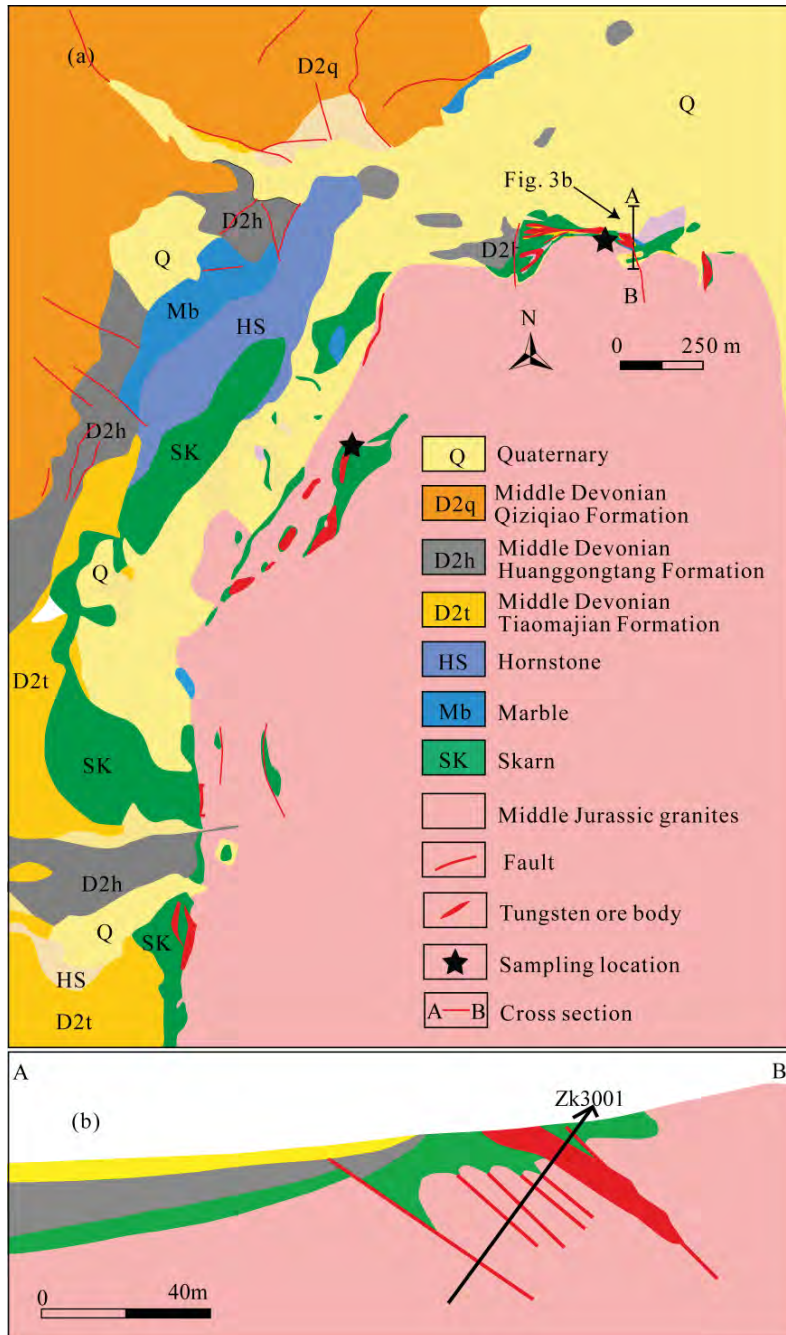 (a)
D2q
Q
Fig. 3b
A
D2h
D2h
Q
Mb
B
HS
N
0 250 m
D2h
SK
Q
D2t
SK
D2h
Q
SK
HS
D2t
Q Quaternary
D2q Middle Devonian
Qiziqiao Formation
D2h Middle Devonian
Huanggongtang Formation
D2t Middle Devonian
Tiaomajian Formation
HS Hornstone
Mb Marble
SK Skarn
Middle Jurassic granites
Fault
Tungsten ore body
Sampling location
A B Cross section
A B
(b)
Zk3001
0 40m